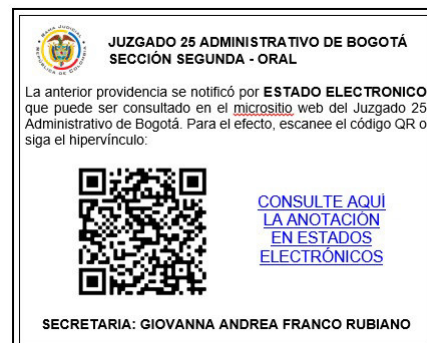 JUZGADO 25 ADMINISTRATIVO DE BOGOTÁ
SECCIÓN SEGUNDA - ORAL
La anterior providencia se notificó por ESTADO ELECTRONICO
que puede ser consultado en el micrositio web del Juzgado 25
Administrativo de Bogotá. Para el efecto, escanee el código QR o
siga el hipervínculo:
CONSULTE AQUÍ
LA ANOTACIÓN
EN ESTADOS
ELECTRÓNICOS
SECRETARIA: GIOVANNA ANDREA FRANCO RUBIANO